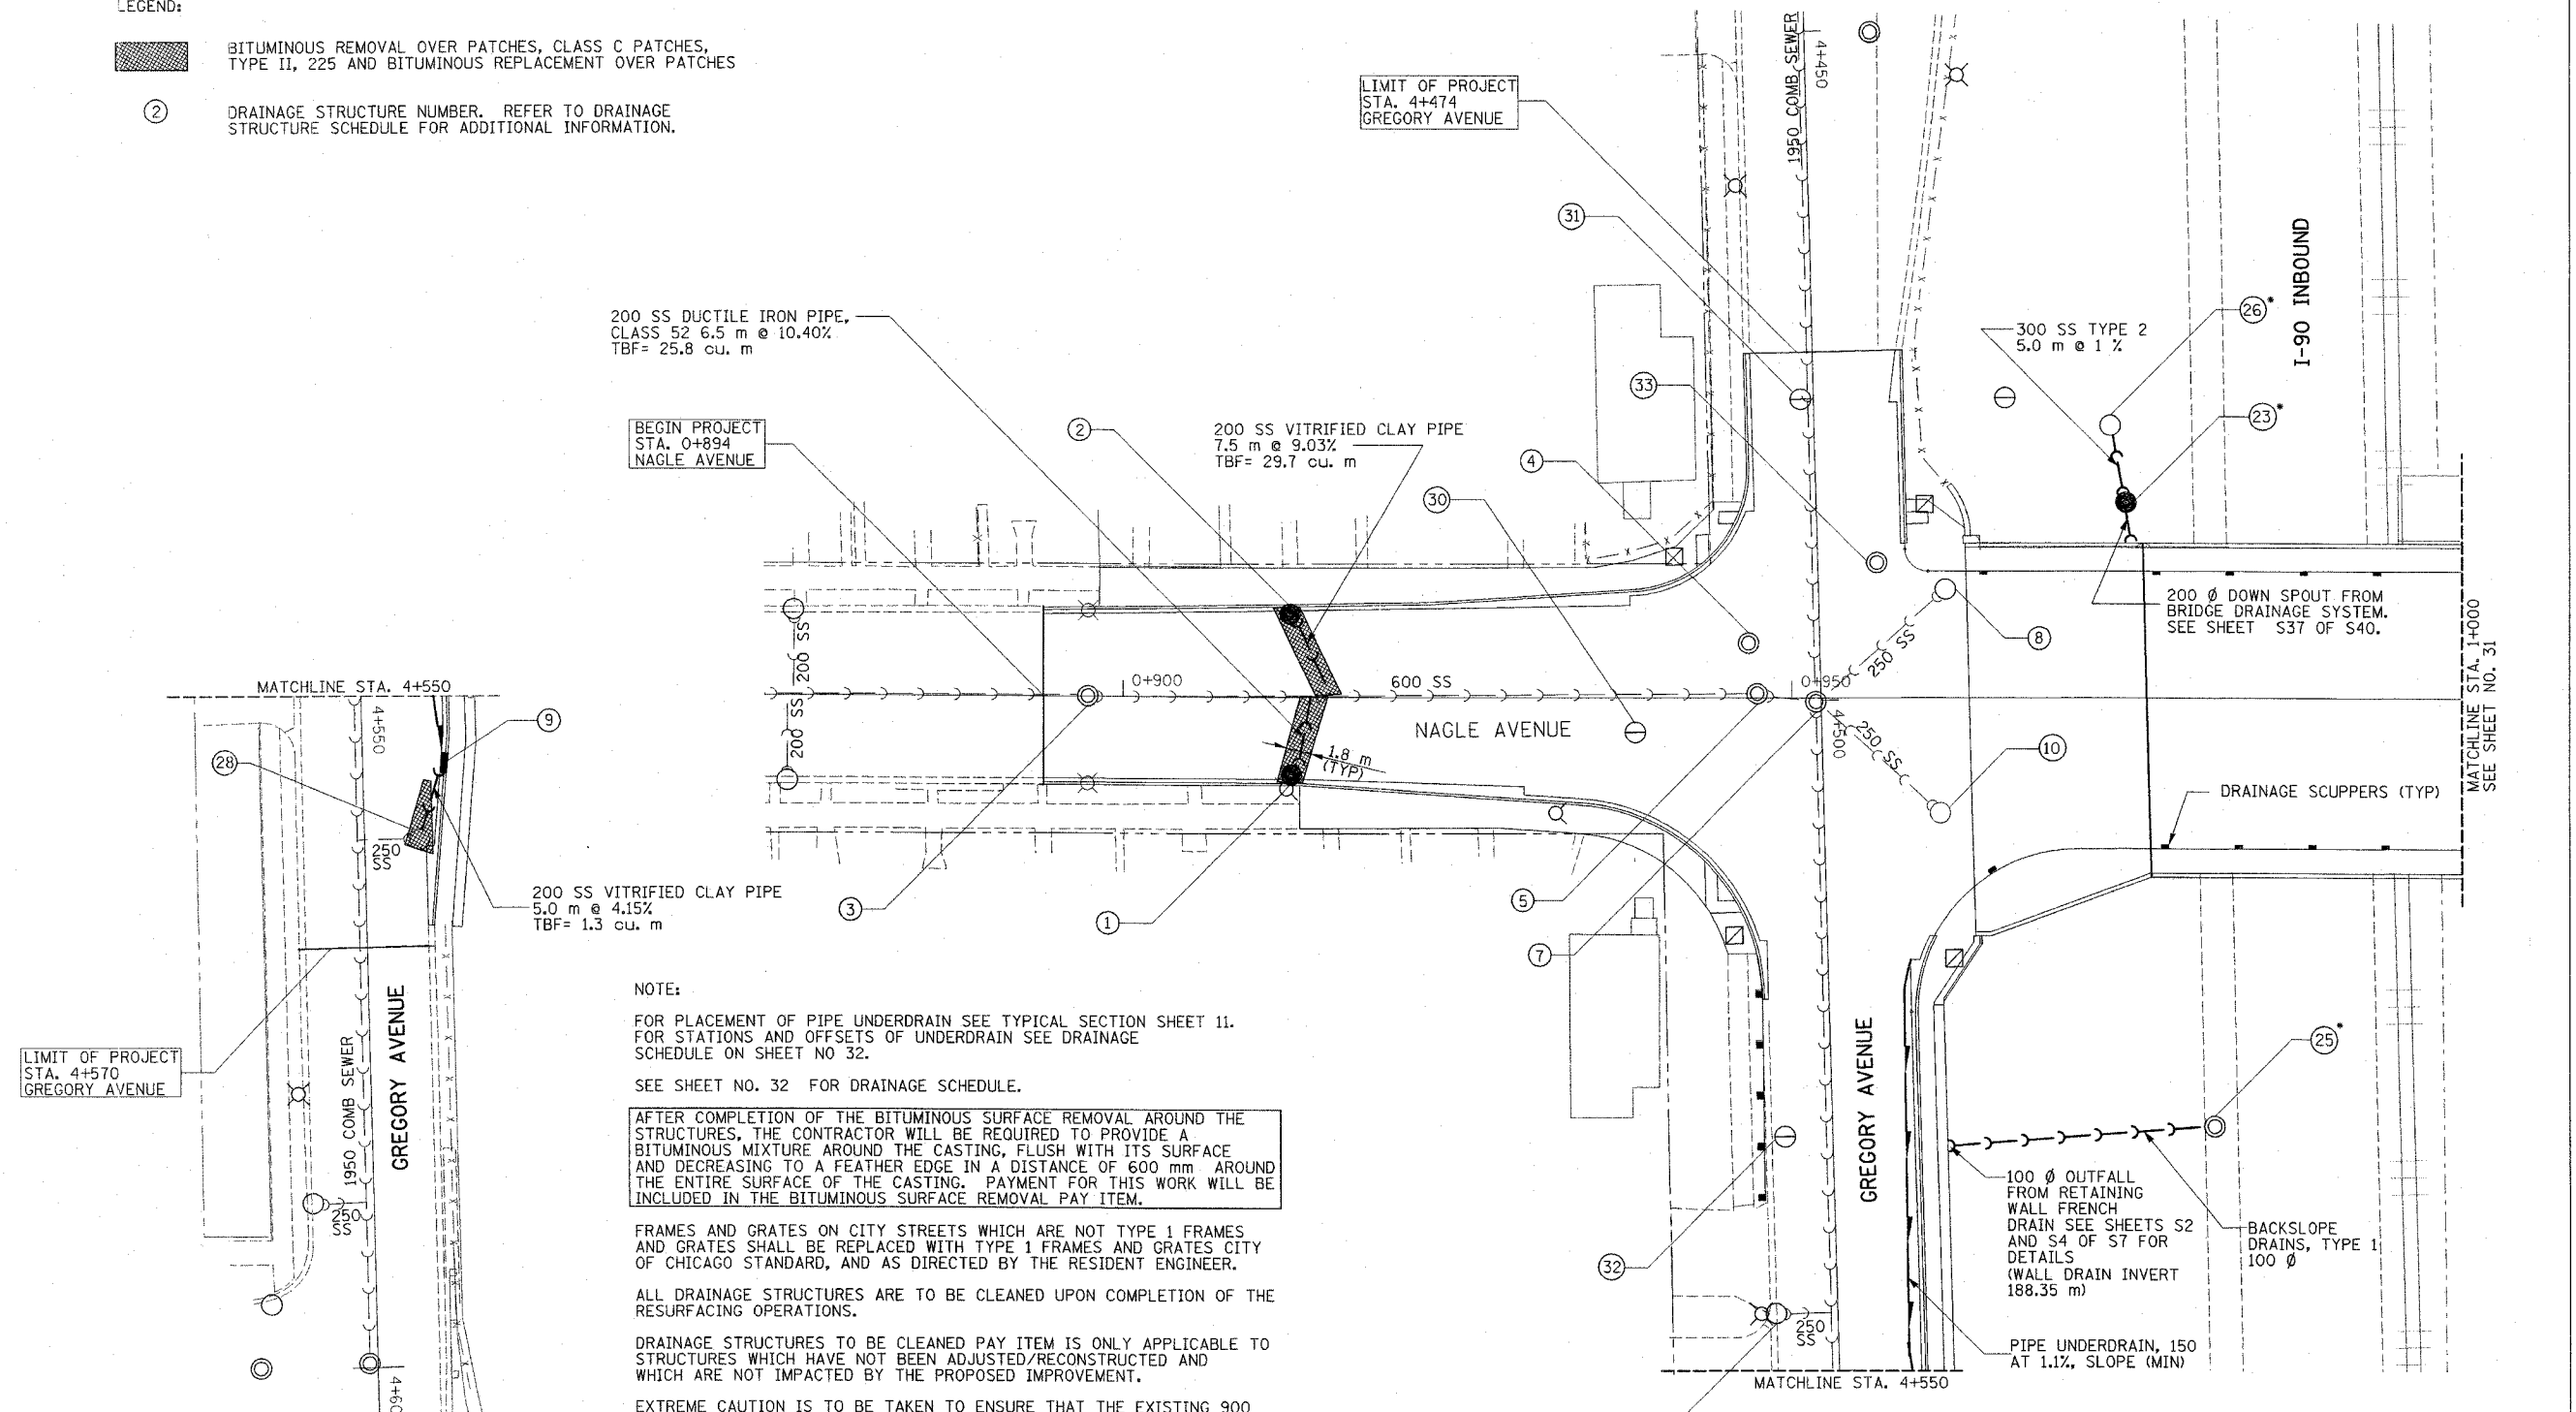 LEGEND:
BITUMINOUS REMOVAL OVER PATCHES, CLASS C PATCHES,
TYPE II, 225 AND BITUMINOUS REPLACEMENT OVER PATCHES
2
DRAINAGE STRUCTURE NUMBER. REFER TO DRAINAGE
STRUCTURE SCHEDULE FOR ADDITIONAL INFORMATION.
LIMIT OF PROJECT
STA. 4+474
GREGORY AVENUE
1950 COMB SEWER
4+450
31
33
4
30
200 SS DUCTILE IRON PIPE,
CLASS 52 6.5 m @ 10.40%
TBF= 25.8 cu. m
BEGIN PROJECT
STA. 0+894
NAGLE AVENUE
2
200 SS VITRIFIED CLAY PIPE
7.5 m @ 9.03%
TBF= 29.7 cu. m
300 SS TYPE 2
5.0 m @ 1 %
26*
23*
I-90 INBOUND
200 Ø DOWN SPOUT FROM
BRIDGE DRAINAGE SYSTEM.
SEE SHEET S37 OF S40.
MATCHLINE STA. 1+000
SEE SHEET NO. 31
8
250 SS
250 SS
10
200 SS
200 SS
0+900
600 SS
0+950
4+500
NAGLE AVENUE
1.8 m
(TYP)
DRAINAGE SCUPPERS (TYP)
3
1
5
7
MATCHLINE STA. 4+550
4+550
9
28
250
SS
200 SS VITRIFIED CLAY PIPE
5.0 m @ 4.15%
TBF= 1.3 cu. m
LIMIT OF PROJECT
STA. 4+570
GREGORY AVENUE
1950 COMB SEWER
GREGORY AVENUE
250
SS
NOTE:
FOR PLACEMENT OF PIPE UNDERDRAIN SEE TYPICAL SECTION SHEET 11.
FOR STATIONS AND OFFSETS OF UNDERDRAIN SEE DRAINAGE
SCHEDULE ON SHEET NO 32.
SEE SHEET NO. 32 FOR DRAINAGE SCHEDULE.
AFTER COMPLETION OF THE BITUMINOUS SURFACE REMOVAL AROUND THE
STRUCTURES, THE CONTRACTOR WILL BE REQUIRED TO PROVIDE A
BITUMINOUS MIXTURE AROUND THE CASTING, FLUSH WITH ITS SURFACE
AND DECREASING TO A FEATHER EDGE IN A DISTANCE OF 600 mm AROUND
THE ENTIRE SURFACE OF THE CASTING. PAYMENT FOR THIS WORK WILL BE
INCLUDED IN THE BITUMINOUS SURFACE REMOVAL PAY ITEM.
FRAMES AND GRATES ON CITY STREETS WHICH ARE NOT TYPE 1 FRAMES
AND GRATES SHALL BE REPLACED WITH TYPE 1 FRAMES AND GRATES CITY
OF CHICAGO STANDARD, AND AS DIRECTED BY THE RESIDENT ENGINEER.
ALL DRAINAGE STRUCTURES ARE TO BE CLEANED UPON COMPLETION OF THE
RESURFACING OPERATIONS.
DRAINAGE STRUCTURES TO BE CLEANED PAY ITEM IS ONLY APPLICABLE TO
STRUCTURES WHICH HAVE NOT BEEN ADJUSTED/RECONSTRUCTED AND
WHICH ARE NOT IMPACTED BY THE PROPOSED IMPROVEMENT.
EXTREME CAUTION IS TO BE TAKEN TO ENSURE THAT THE EXISTING 900
GREGORY AVENUE
32
250
SS
MATCHLINE STA. 4+550
25*
100 Ø OUTFALL
FROM RETAINING
WALL FRENCH
DRAIN SEE SHEETS S2
AND S4 OF S7 FOR
DETAILS
(WALL DRAIN INVERT
188.35 m)
BACKSLOPE
DRAINS, TYPE 1
100 Ø
PIPE UNDERDRAIN, 150
AT 1.1%, SLOPE (MIN)